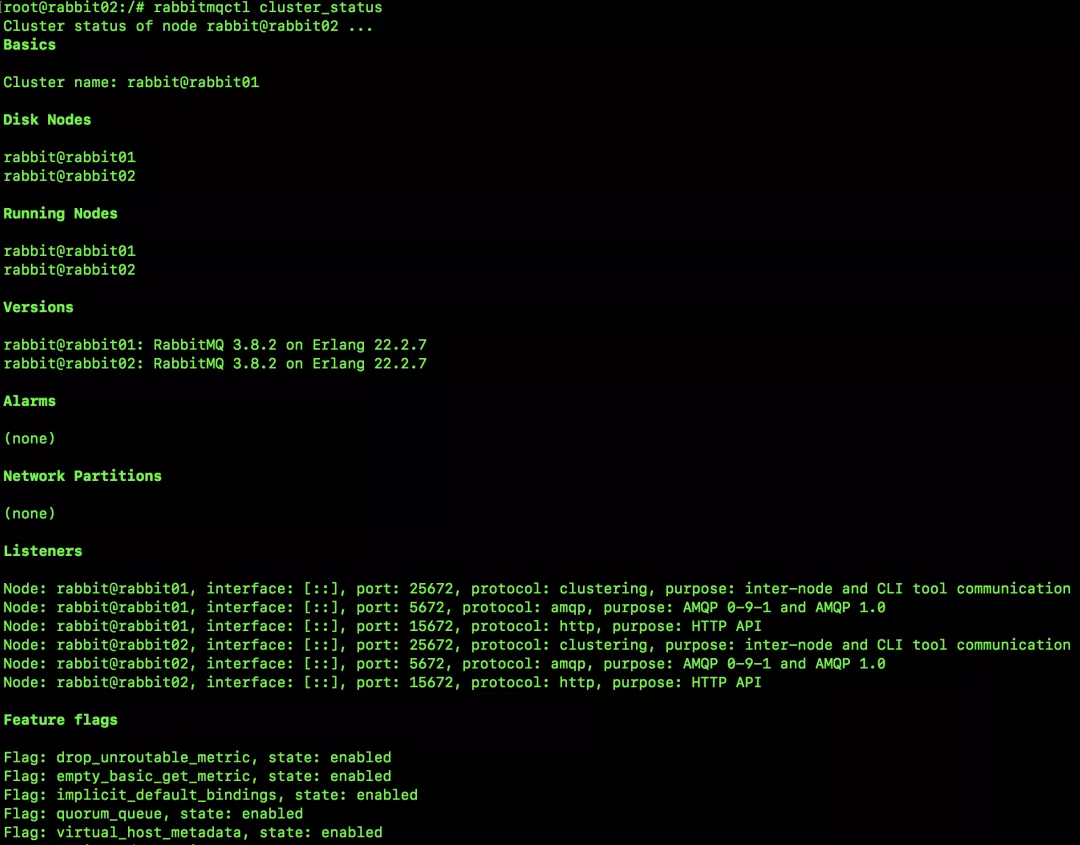 [root@rabbit02:/# rabbitmqctl cluster_status
Cluster status of node rabbit@rabbit02 ...
Basics
Cluster name: rabbit@rabbit01
Disk Nodes
rabbit@rabbit01
rabbit@rabbit02
Running Nodes
rabbit@rabbit01
rabbit@rabbit02
Versions
rabbit@rabbit01: RabbitMQ 3.8.2 on Erlang 22.2.7
rabbit@rabbit02: RabbitMQ 3.8.2 on Erlang 22.2.7
Alarms
(none)
Network Partitions
(none)
Listeners
Node: rabbit@rabbit01, interface: [::], port: 25672, protocol: clustering, purpose: inter-node and CLI tool communication
Node: rabbit@rabbit01, interface: [::], port: 5672, protocol: amqp, purpose: AMQP 0-9-1 and AMQP 1.0
Node: rabbit@rabbit01, interface: [::], port: 15672, protocol: http, purpose: HTTP API
Node: rabbit@rabbit02, interface: [::], port: 25672, protocol: clustering, purpose: inter-node and CLI tool communication
Node: rabbit@rabbit02, interface: [::], port: 5672, protocol: amqp, purpose: AMQP 0-9-1 and AMQP 1.0
Node: rabbit@rabbit02, interface: [::], port: 15672, protocol: http, purpose: HTTP API
Feature flags
Flag: drop_unroutable_metric, state: enabled
Flag: empty_basic_get_metric, state: enabled
Flag: implicit_default_bindings, state: enabled
Flag: quorum_queue, state: enabled
Flag: virtual_host_metadata, state: enabled